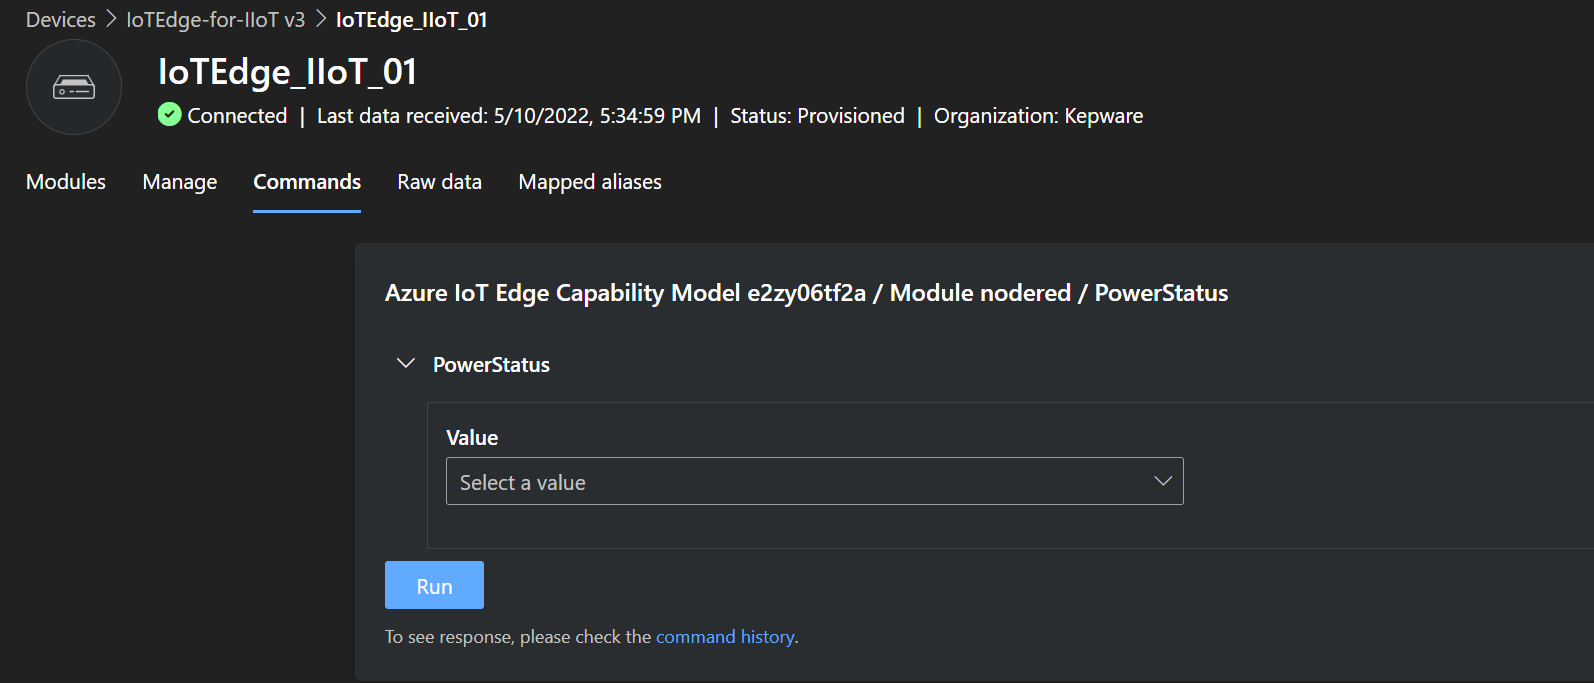 Devices > IoTEdge-for-IIoT v3 > IoTEdge_IIoT_01
IoTEdge_IIoT_01
Connected | Last data received: 5/10/2022, 5:34:59 PM | Status: Provisioned | Organization: Kepware
Modules Manage Commands Raw data Mapped aliases
Azure IoT Edge Capability Model e2zy06tf2a / Module nodered / PowerStatus
PowerStatus
Value
Select a value
Run
To see response, please check the command history.